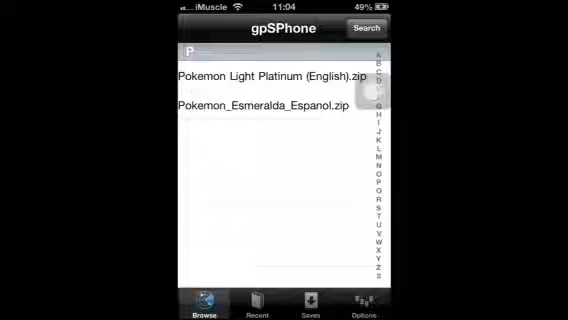 iMuscle 11:04 49%
gpSPhone Search
P
Pokemon Light Platinum (English).zip
Pokemon_Esmeralda_Espanol.zip
A
B
C
D
G
H
I
J
K
L
M
N
O
P
Q
R
S
T
U
V
W
X
Y
Z
#
Browse Recent Saves Options